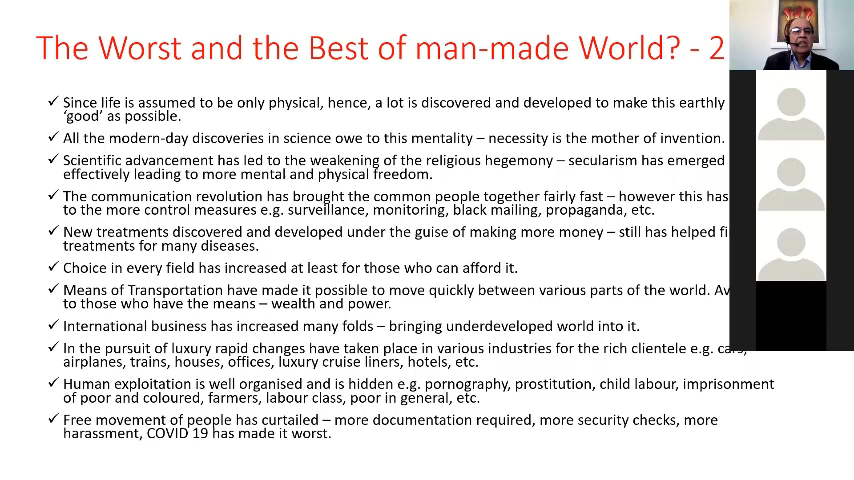 The Worst and the Best of man-made World? - 2
✓ Since life is assumed to be only physical, hence, a lot is discovered and developed to make this earthly
‘good’ as possible.
✓ All the modern-day discoveries in science owe to this mentality – necessity is the mother of invention.
✓ Scientific advancement has led to the weakening of the religious hegemony – secularism has emerged
effectively leading to more mental and physical freedom.
✓ The communication revolution has brought the common people together fairly fast – however this has
to the more control measures e.g. surveillance, monitoring, black mailing, propaganda, etc.
✓ New treatments discovered and developed under the guise of making more money – still has helped
treatments for many diseases.
✓ Choice in every field has increased at least for those who can afford it.
✓ Means of Transportation have made it possible to move quickly between various parts of the world.
to those who have the means – wealth and power.
✓ International business has increased many folds – bringing underdeveloped world into it.
✓ In the pursuit of luxury rapid changes have taken place in various industries for the rich clientele e.g. cars,
airplanes, trains, houses, offices, luxury cruise liners, hotels, etc.
✓ Human exploitation is well organised and is hidden e.g. pornography, prostitution, child labour, imprisonment
of poor and coloured, farmers, labour class, poor in general, etc.
✓ Free movement of people has curtailed – more documentation required, more security checks, more
harassment, COVID 19 has made it worst.